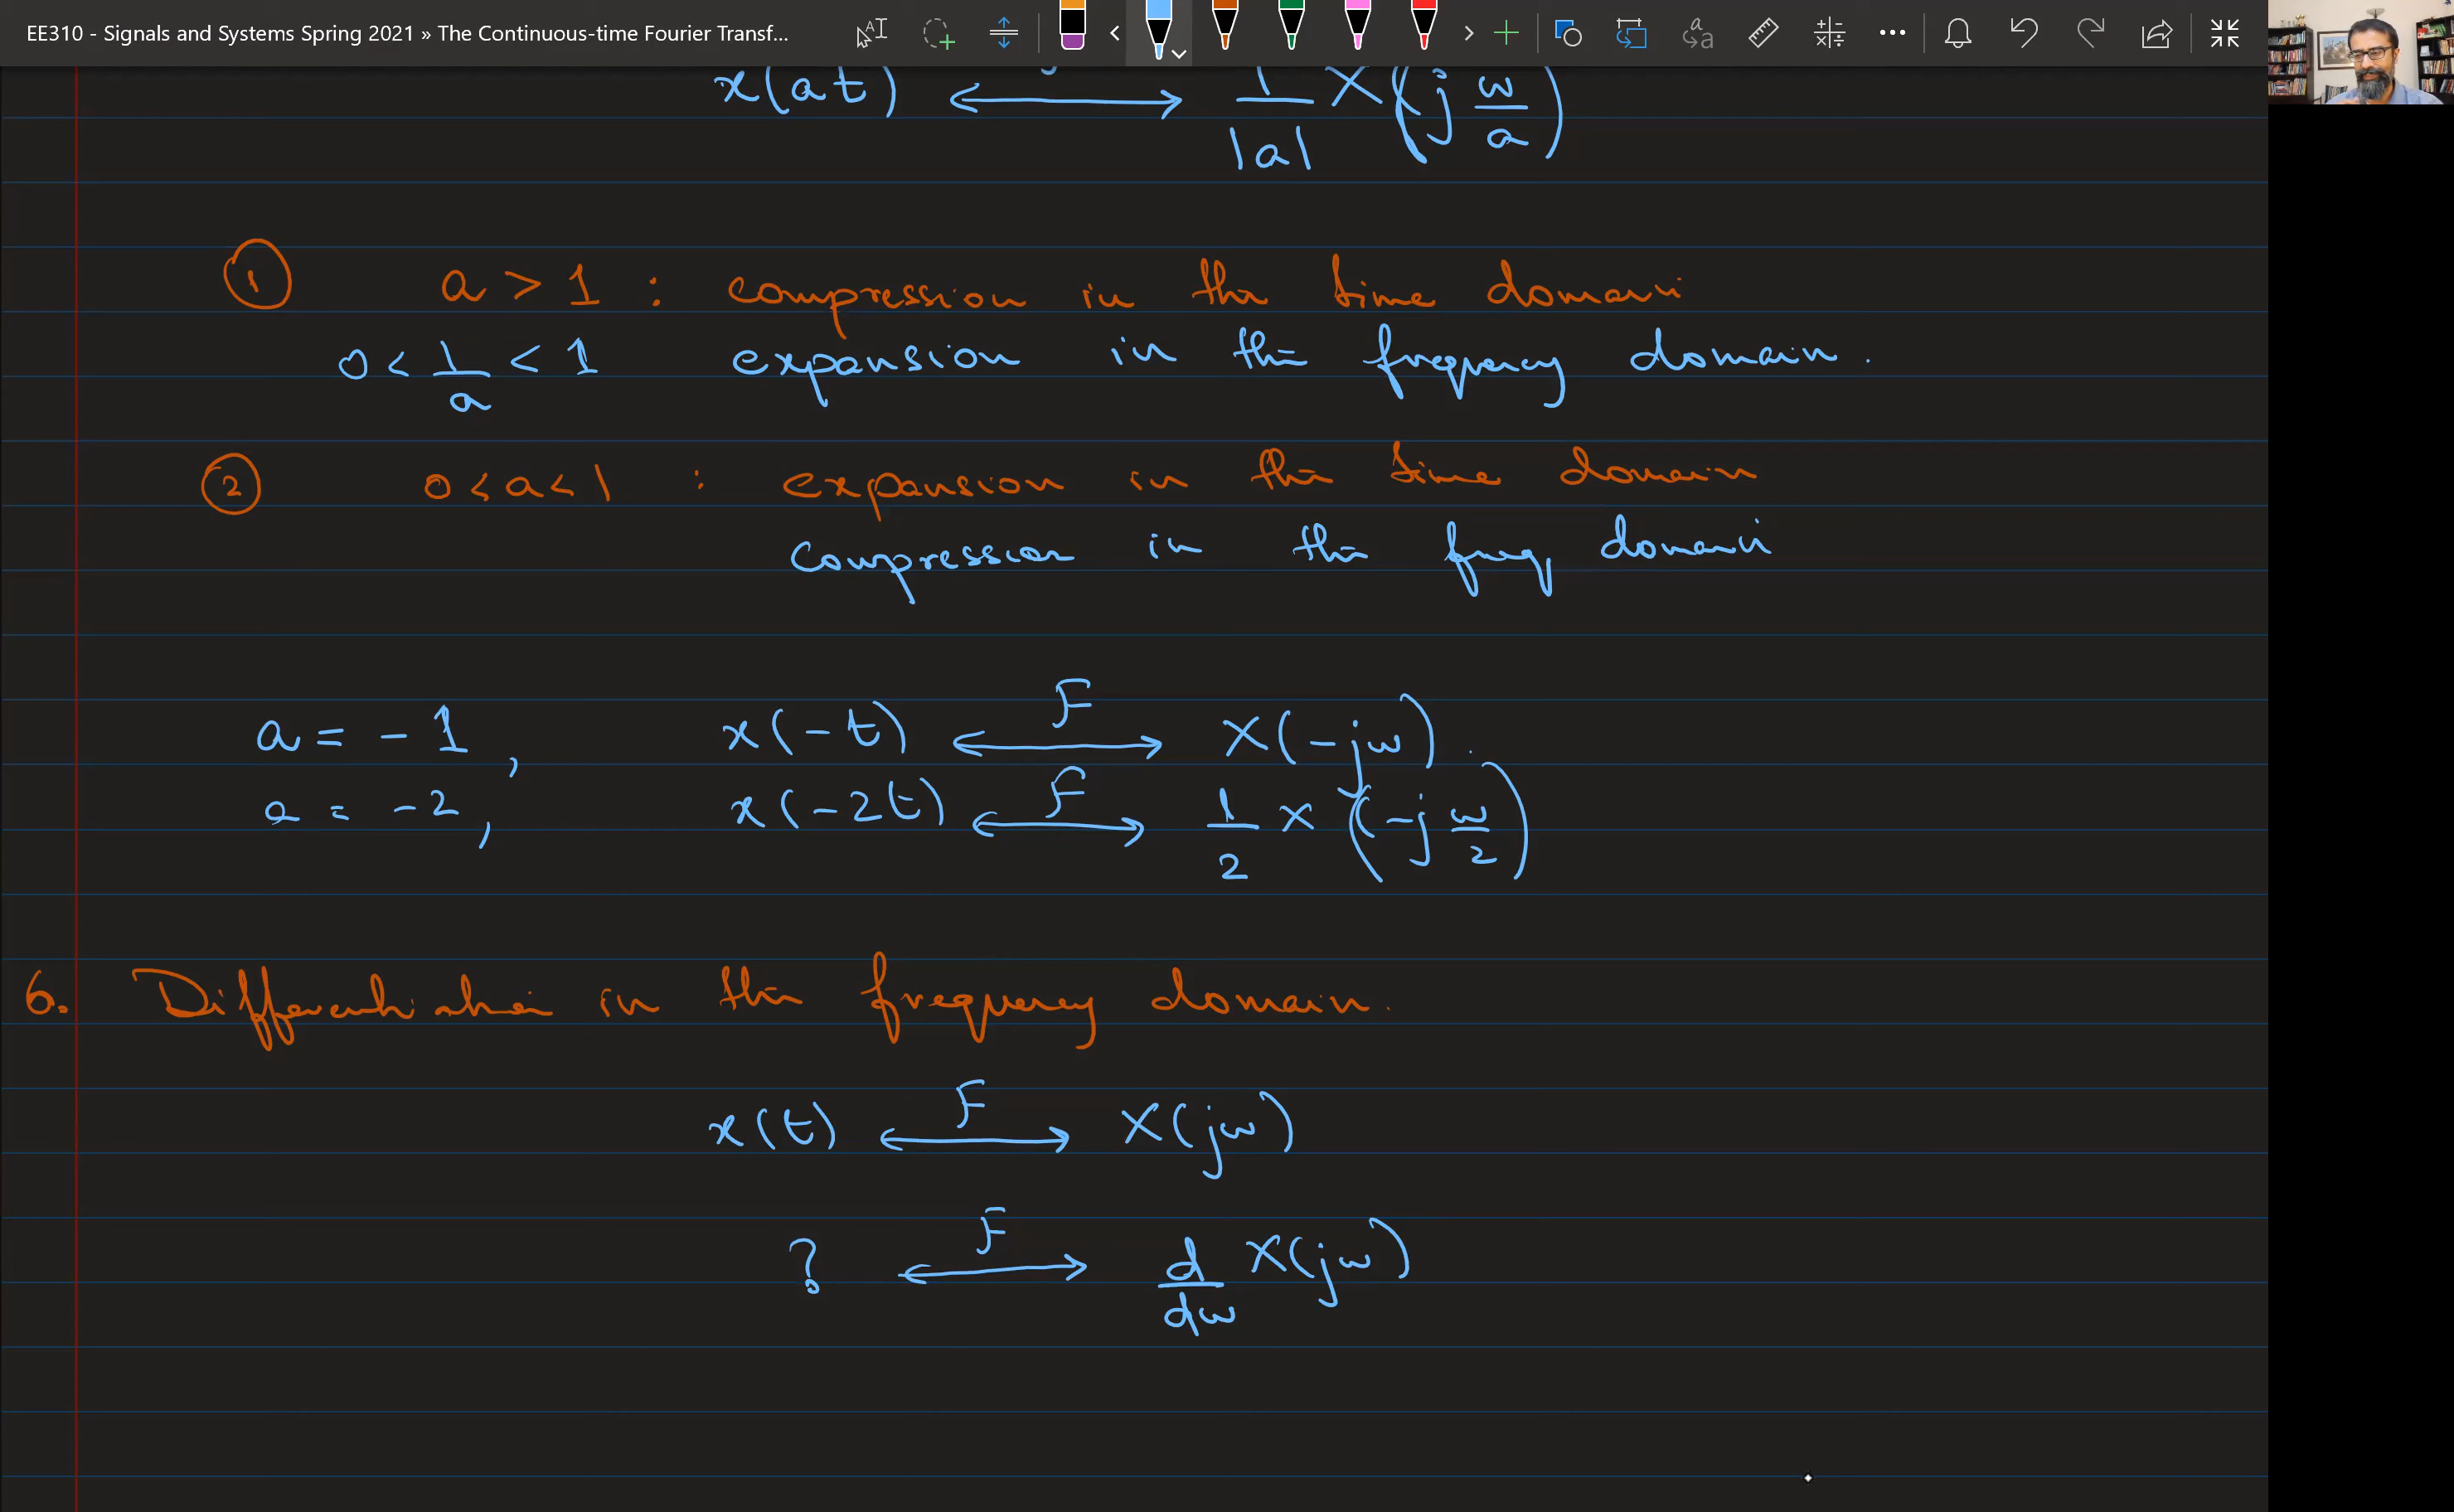 EE310 - Signals and Systems Spring 2021 » The Continuous-time Fourier Transf...
x(at) ⟷ 1/|a| X(j ω/a)
① a > 1 : compression in the time domain
0 < 1/a < 1 expansion in the frequency domain.
② 0 < a < 1 : expansion in the time domain
compression in the freq domain
a = -1, x(-t) ⟷ F X(-jω).
a = -2, x(-2t) ⟷ F 1/2 X(-j ω/2)
6. Differentiation in the frequency domain.
x(t) ⟷ F X(jω)
? ⟷ F d/dω X(jω)